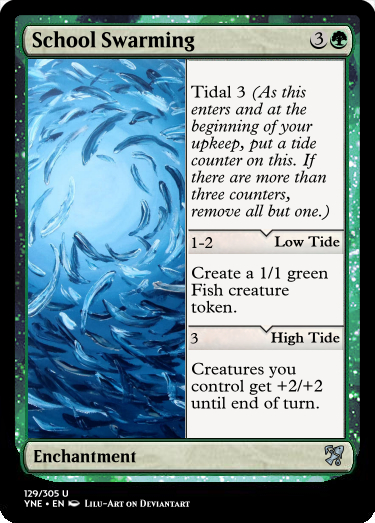 School Swarming 3
Tidal 3 (As this
enters and at the
beginning of your
upkeep, put a tide
counter on this. If
there are more than
three counters,
remove all but one.)
1-2 Low Tide
Create a 1/1 green
Fish creature
token.
3 High Tide
Creatures you
control get +2/+2
until end of turn.
Enchantment
129/305 U
YNE • EN Lilu-Art on Deviantart